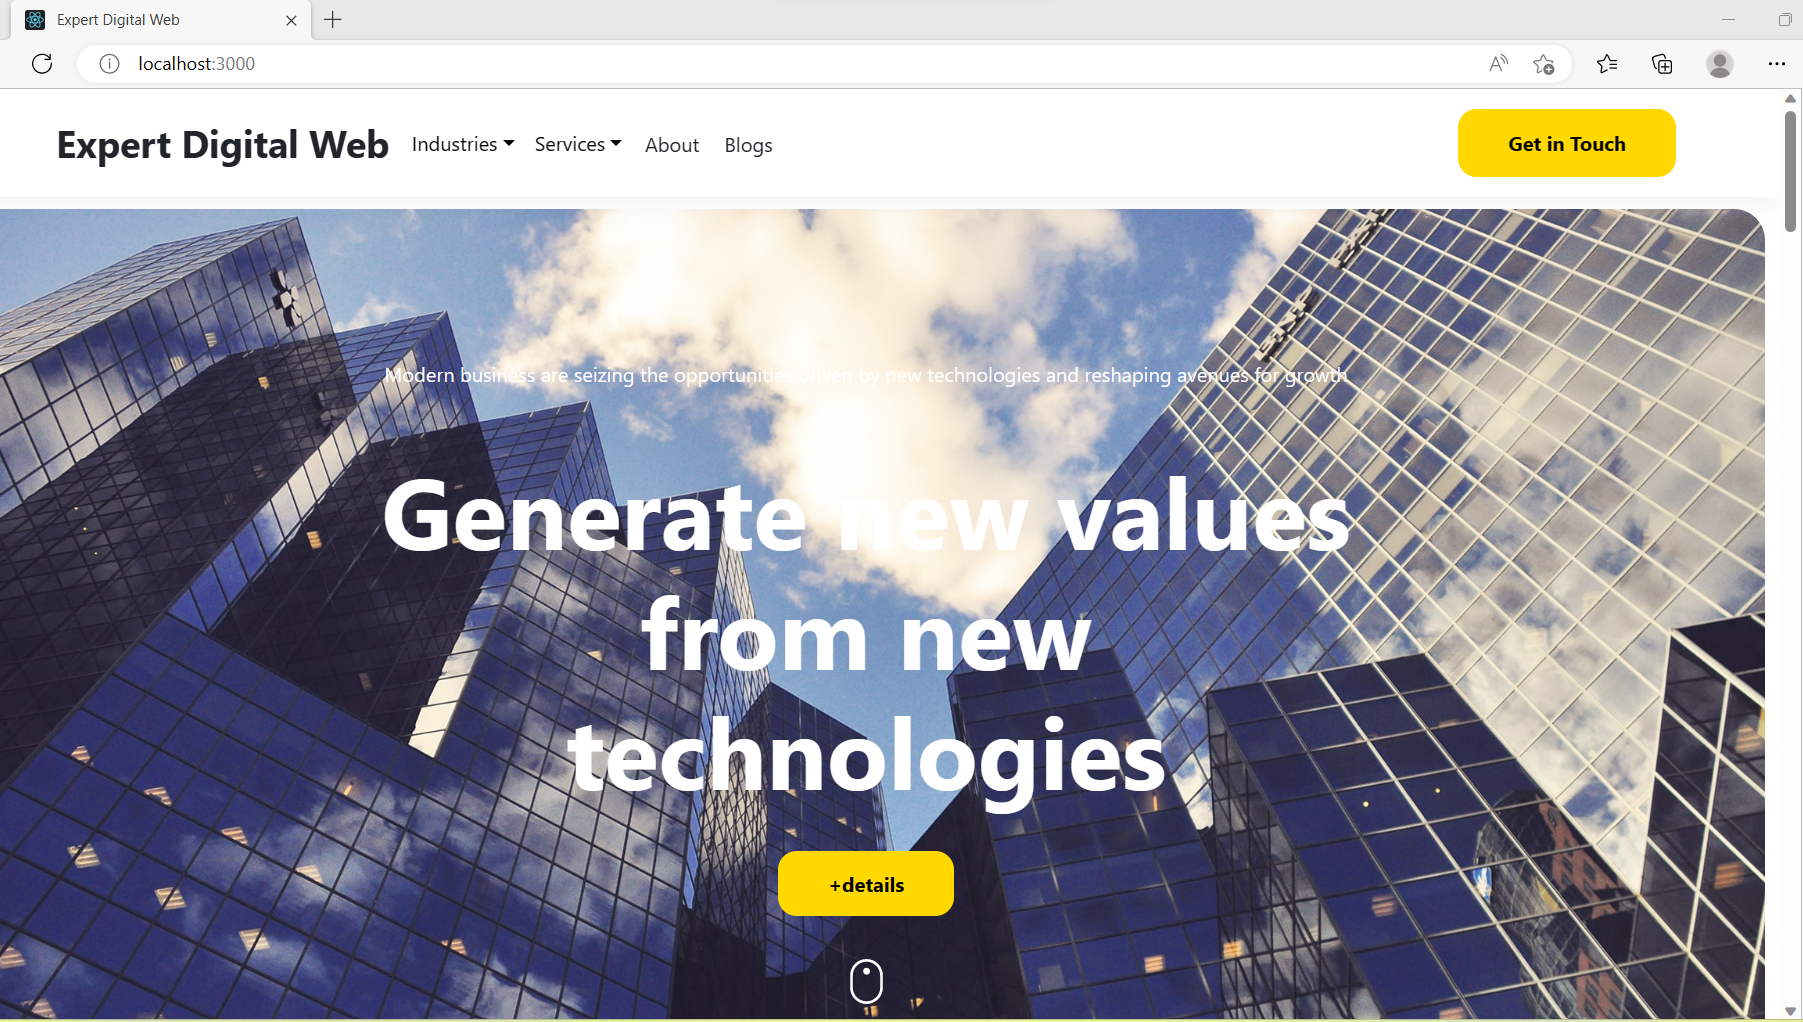 Expert Digital Web
localhost:3000
Expert Digital Web
Industries
Services
About
Blogs
Get in Touch
Modern business are seizing the opportunities driven by new technologies and reshaping avenues for growth
Generate new values
from new
technologies
+details